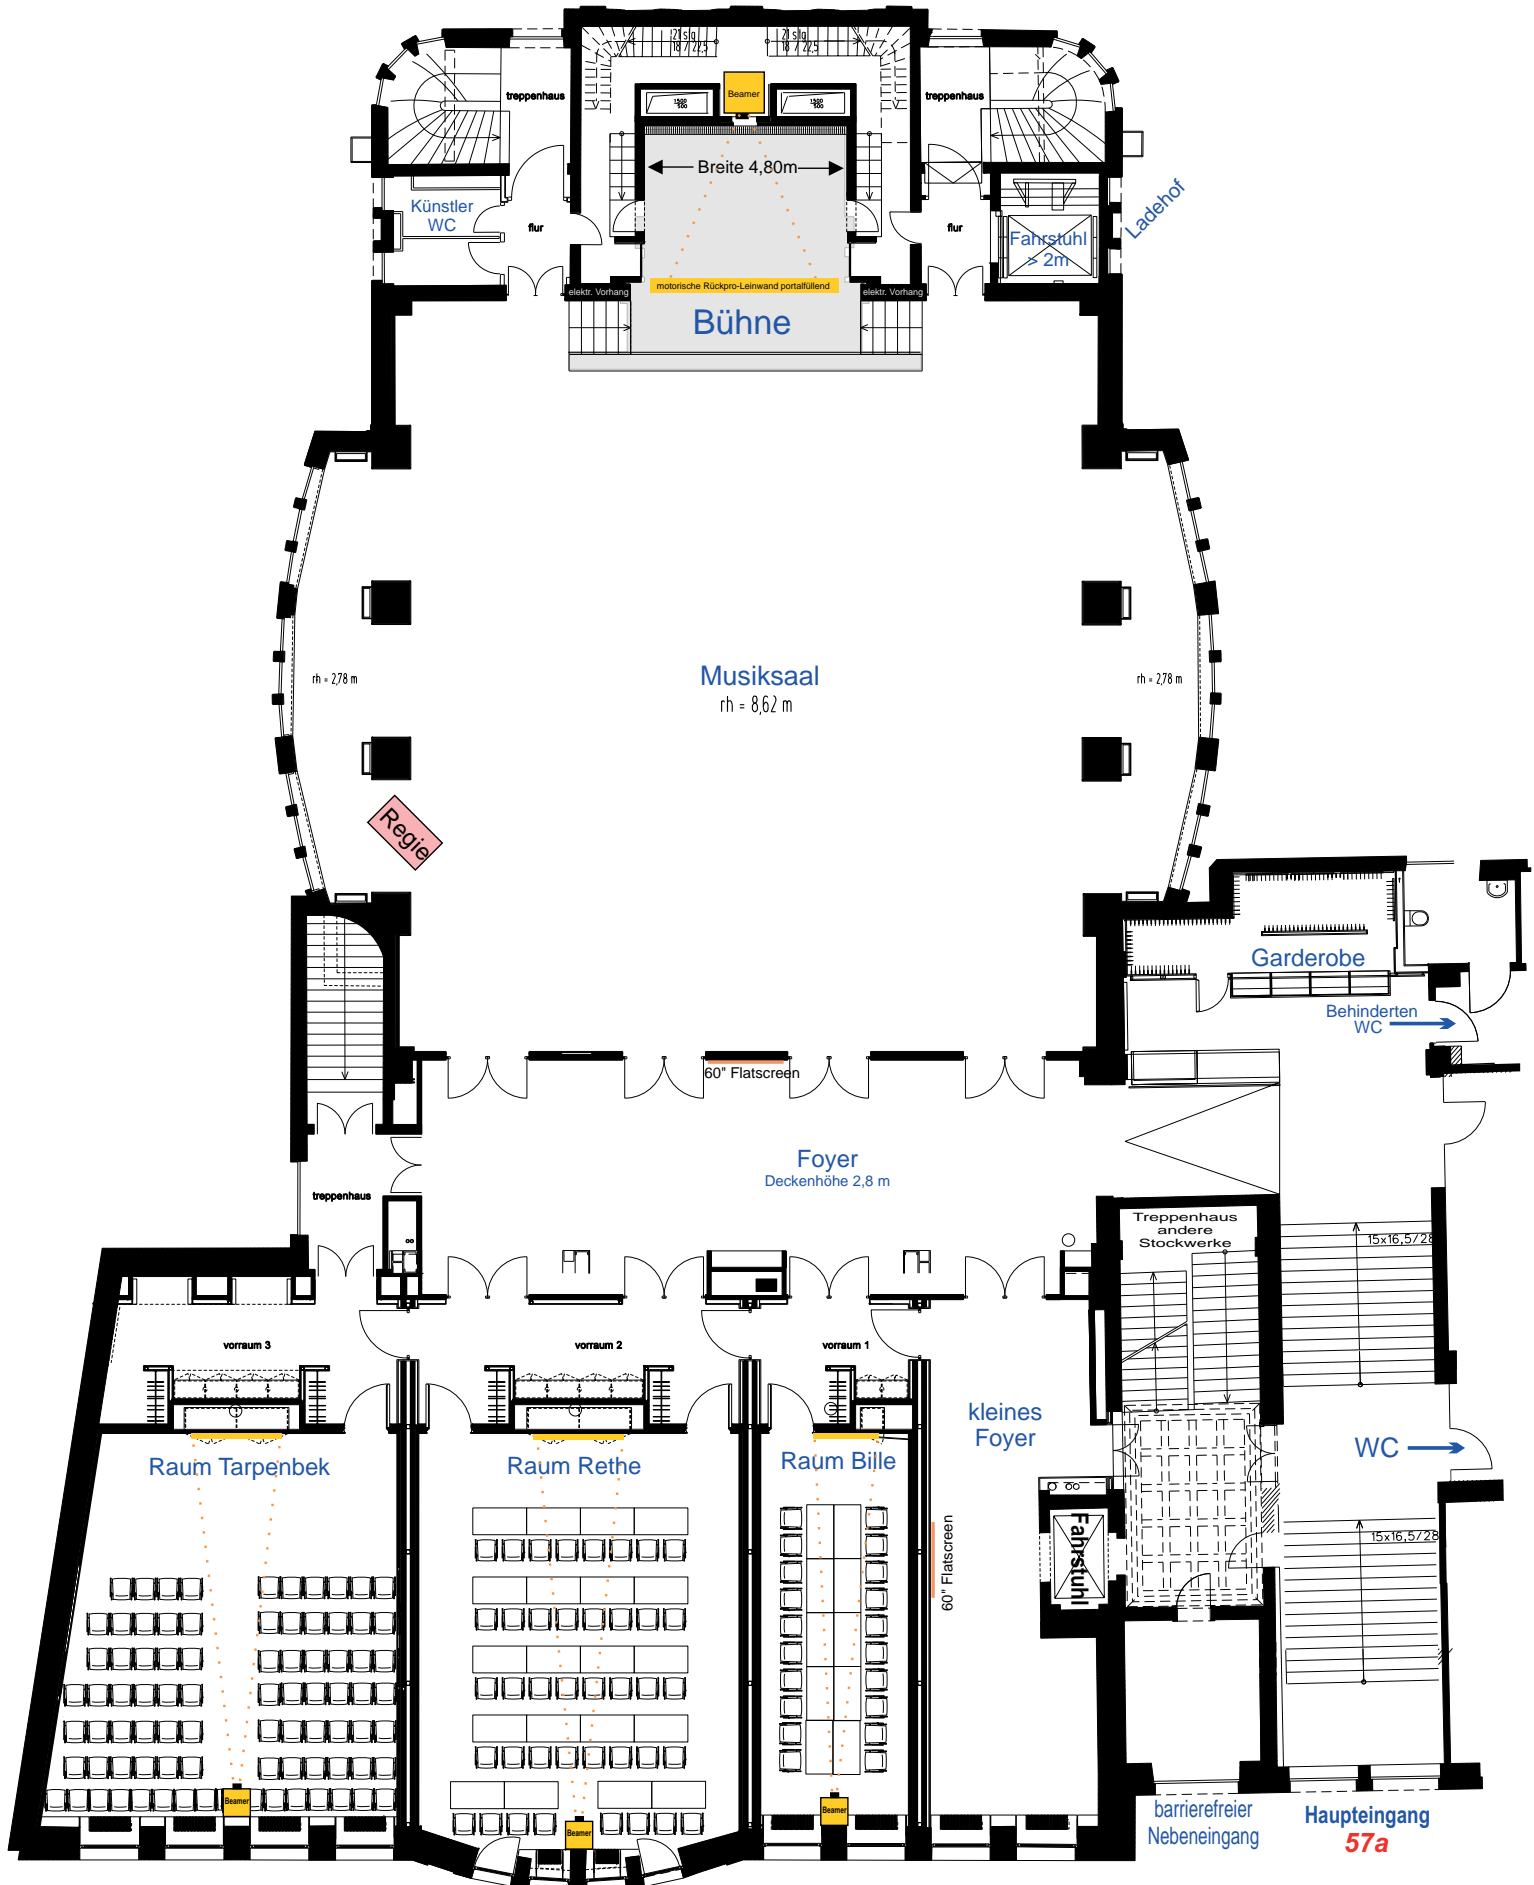 21 stg
18 / 22,5
21 stg
18 / 22,5
Beamer
1500
500
1500
500
treppenhaus
treppenhaus
Breite 4,80m
Künstler
WC
flur
flur
Fahrstuhl
> 2m
Ladehof
motorische Rückpro-Leinwand portalfüllend
elektr. Vorhang
elektr. Vorhang
Bühne
Musiksaal
rh = 8,62 m
rh = 2,78 m
rh = 2,78 m
Regie
Garderobe
Behinderten
WC
60" Flatscreen
Foyer
Deckenhöhe 2,8 m
treppenhaus
Treppenhaus
andere
Stockwerke
15x16,5/28
vorraum 3
vorraum 2
vorraum 1
kleines
Foyer
WC
Raum Tarpenbek
Raum Rethe
Raum Bille
60" Flatscreen
Fahrstuhl
15x16,5/28
Beamer
Beamer
Beamer
barrierefreier
Nebeneingang
Haupteingang
57a